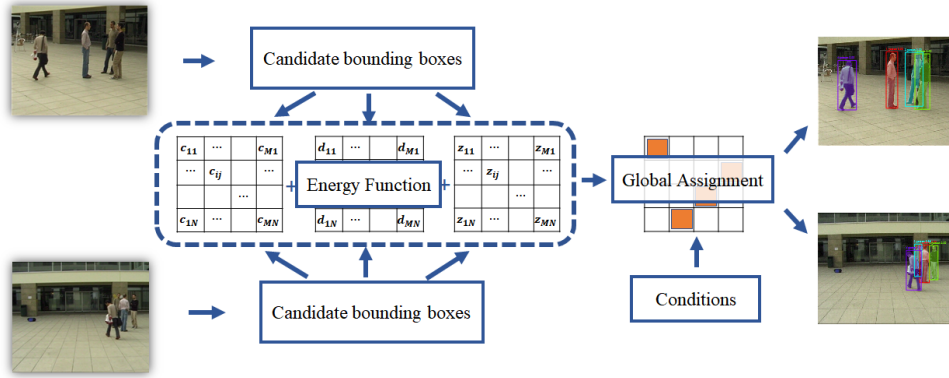 Candidate bounding boxes
c11 ... cM1
... cij ...
...
c1N ... cMN
+
d11 ... dM1
Energy Function
d1N ... dMN
+
z11 ... zM1
... zij ...
...
z1N ... zMN
Global Assignment
Candidate bounding boxes
Conditions